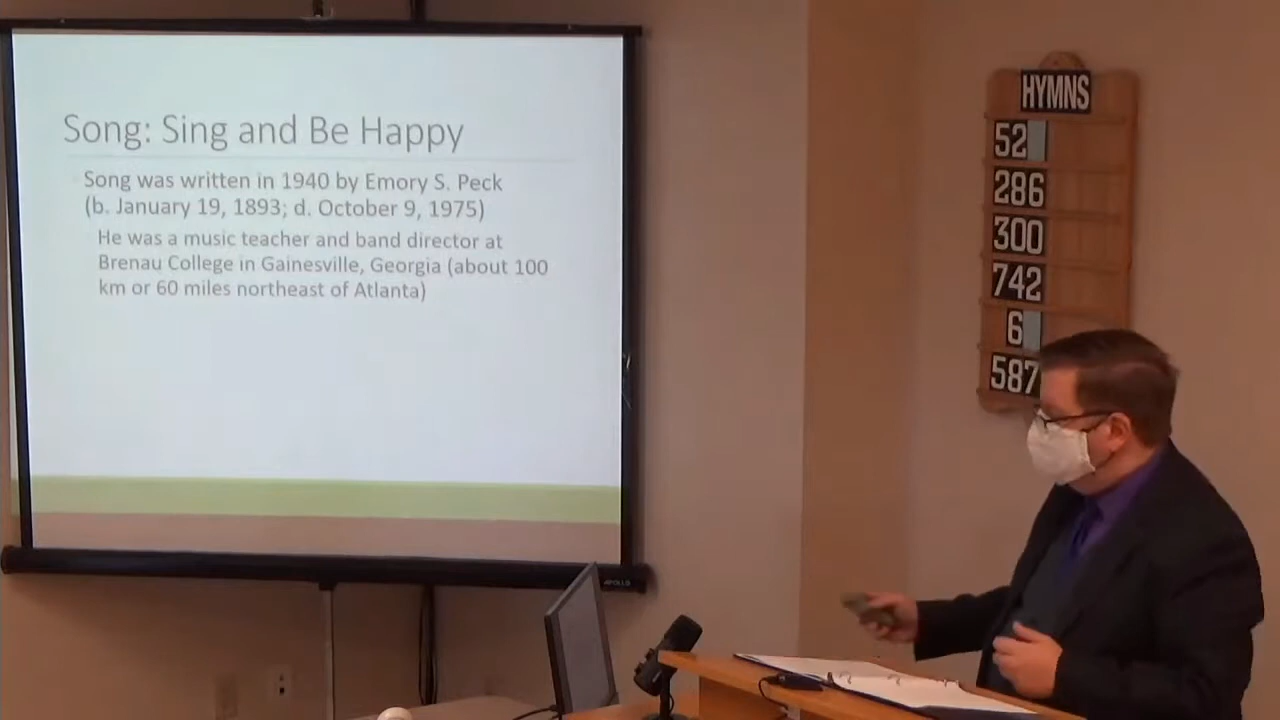 Song: Sing and Be Happy
Song was written in 1940 by Emory S. Peck
(b. January 19, 1893; d. October 9, 1975)
He was a music teacher and band director at
Brenau College in Gainesville, Georgia (about 100
km or 60 miles northeast of Atlanta)
APOLLO
HYMNS
52
286
300
742
6
587